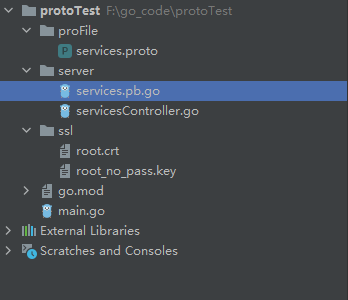 protoTest F:\go_code\protoTest
proFile
services.proto
server
services.pb.go
servicesController.go
ssl
root.crt
root_no_pass.key
go.mod
main.go
External Libraries
Scratches and Consoles